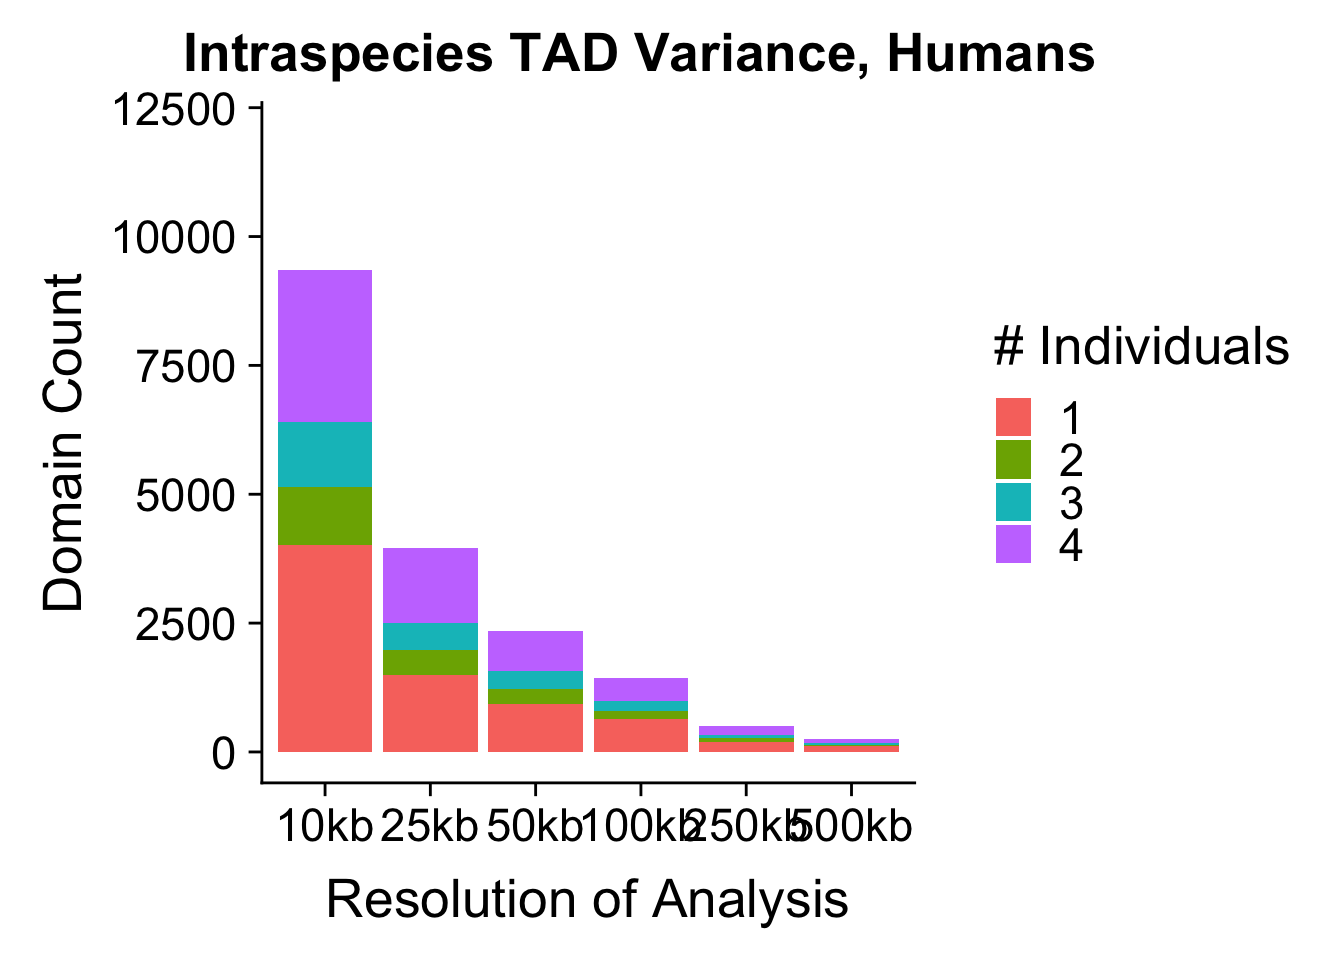 Intraspecies TAD Variance, Humans
12500
10000
7500
5000
2500
0
Domain Count
10kb 25kb 50kb 100kb 250kb 500kb
Resolution of Analysis
# Individuals
1
2
3
4